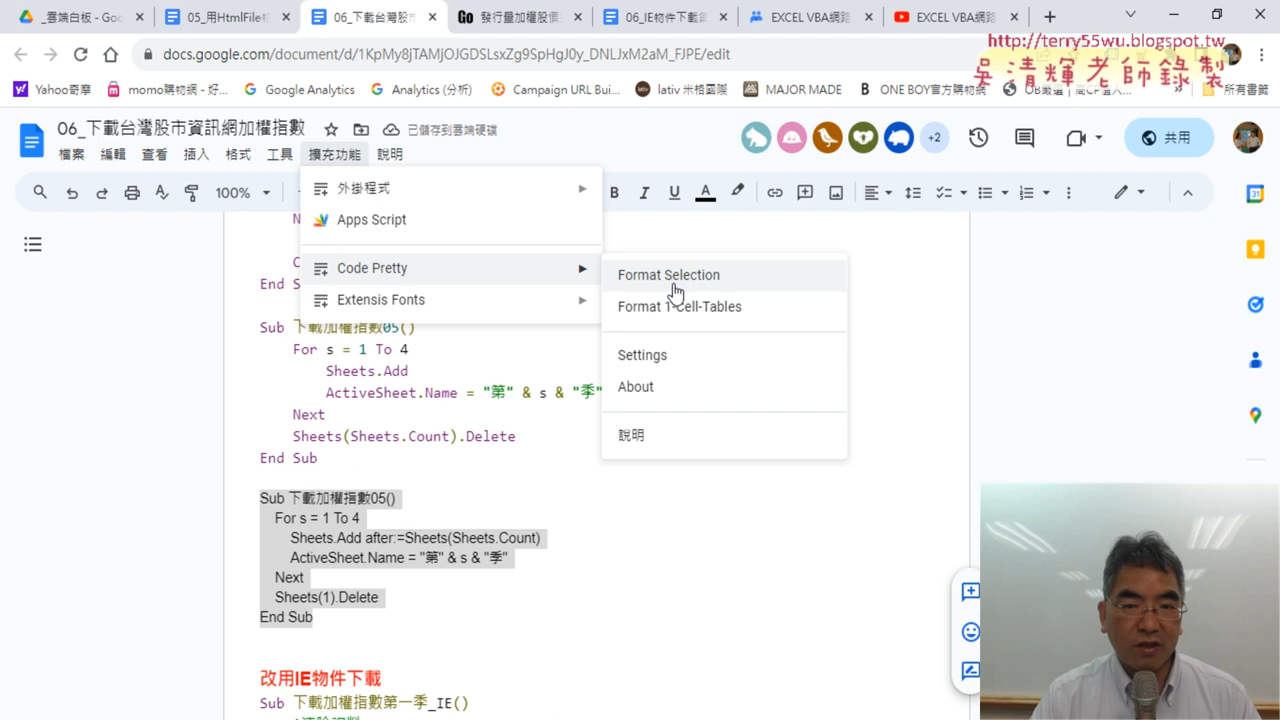 _雲端白板 - Goo
05_用HtmlFile物
06_下載台灣股市
發行量加權股價
06_IE物件下載
EXCEL VBA網路
EXCEL VBA網路
docs.google.com/document/d/1KpMy8jTAMjOJGDSLsxZg9SpHgJ0y_DNLJxM2aM_FJPE/edit
http://terry55wu.blogspot.tw
吳清輝老師錄製
Yahoo奇摩
momo購物網 - 好...
Google Analytics
Analytics (分析)
Campaign URL Bui...
lativ 米格國際
MAJOR MADE
ONE BOY官方購物網
所有書籤
06_下載台灣股市資訊網加權指數
已儲存到雲端硬碟
+2
共用
檔案 編輯 查看 插入 格式 工具 擴充功能 說明
100%
外掛程式
Apps Script
Code Pretty
Extensis Fonts
Format Selection
Format 1-Cell-Tables
Settings
About
說明
Sub 下載加權指數05()
For s = 1 To 4
Sheets.Add
ActiveSheet.Name = "第" & s & "季"
Next
Sheets(Sheets.Count).Delete
End Sub
Sub 下載加權指數05()
For s = 1 To 4
Sheets.Add after:=Sheets(Sheets.Count)
ActiveSheet.Name = "第" & s & "季"
Next
Sheets(1).Delete
End Sub
改用IE物件下載
Sub 下載加權指數第一季_IE()